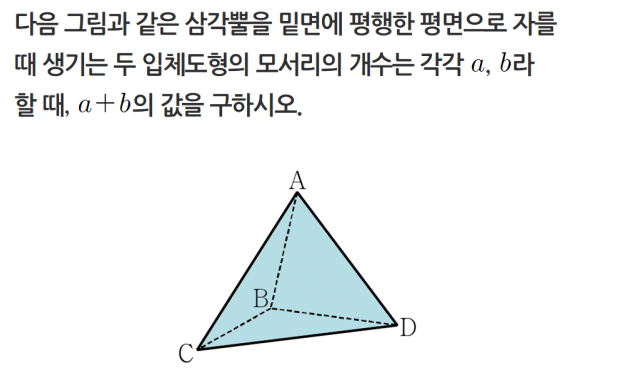 다음 그림과 같은 삼각뿔을 밑면에 평행한 평면으로 자를
때 생기는 두 입체도형의 모서리의 개수는 각각 a, b라
할 때, a+b의 값을 구하시오.
A
B
D
C